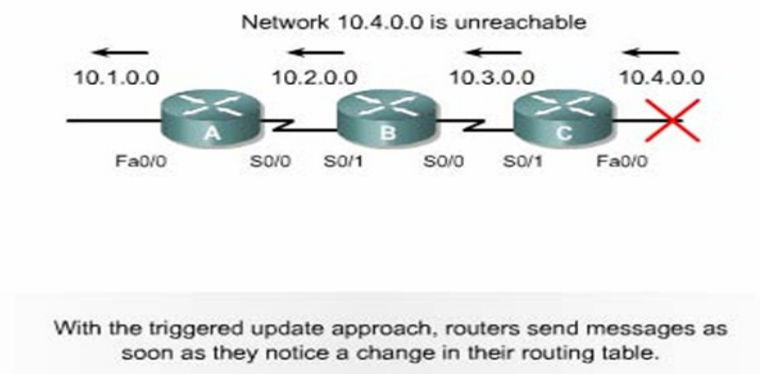 Network 10.4.0.0 is unreachable
10.1.0.0 10.2.0.0 10.3.0.0 10.4.0.0
A B C
Fa0/0 S0/0 S0/1 S0/0 S0/1 Fa0/0
With the triggered update approach, routers send messages as
soon as they notice a change in their routing table.